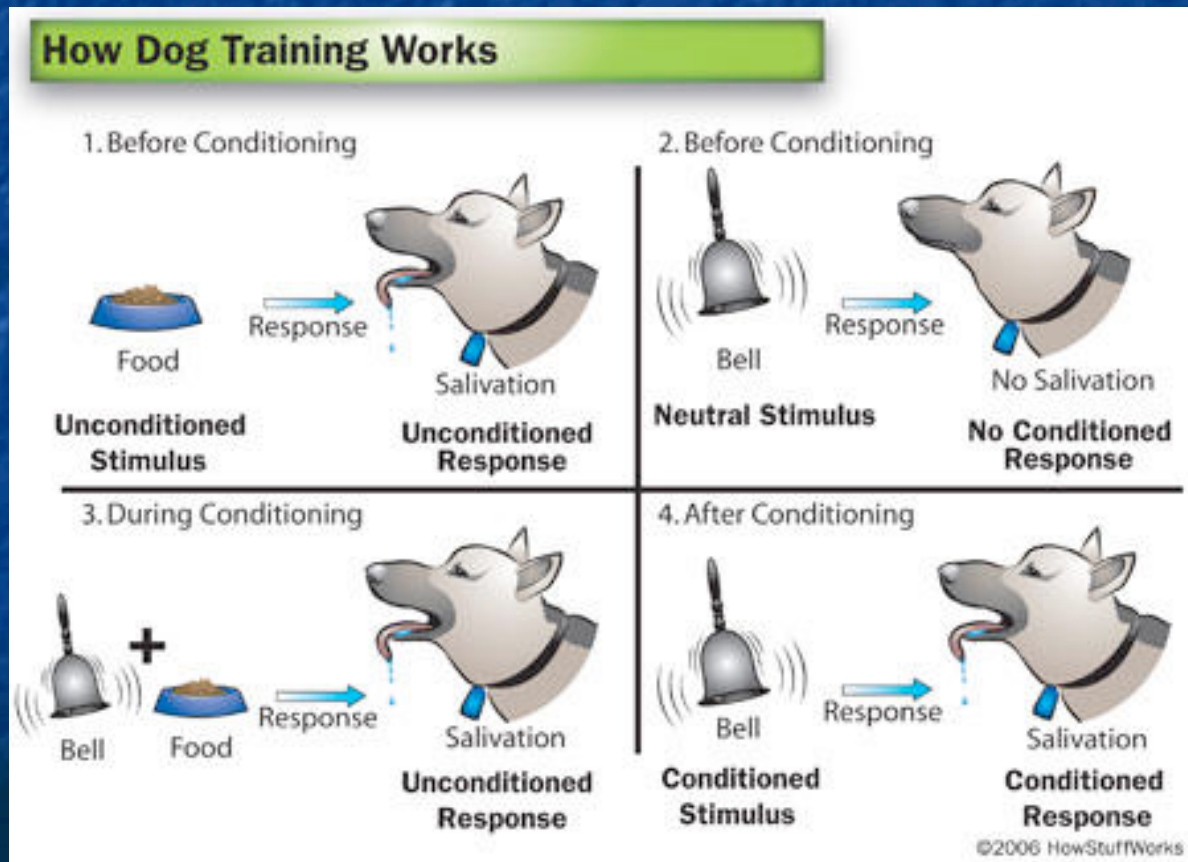 How Dog Training Works
1. Before Conditioning
Response
Food
Salivation
Unconditioned
Stimulus
Unconditioned
Response
2. Before Conditioning
Response
Bell
No Salivation
Neutral Stimulus
No Conditioned
Response
3. During Conditioning
+
Response
Bell
Food
Salivation
Unconditioned
Response
4. After Conditioning
Response
Bell
Salivation
Conditioned
Stimulus
Conditioned
Response
©2006 HowStuffWorks